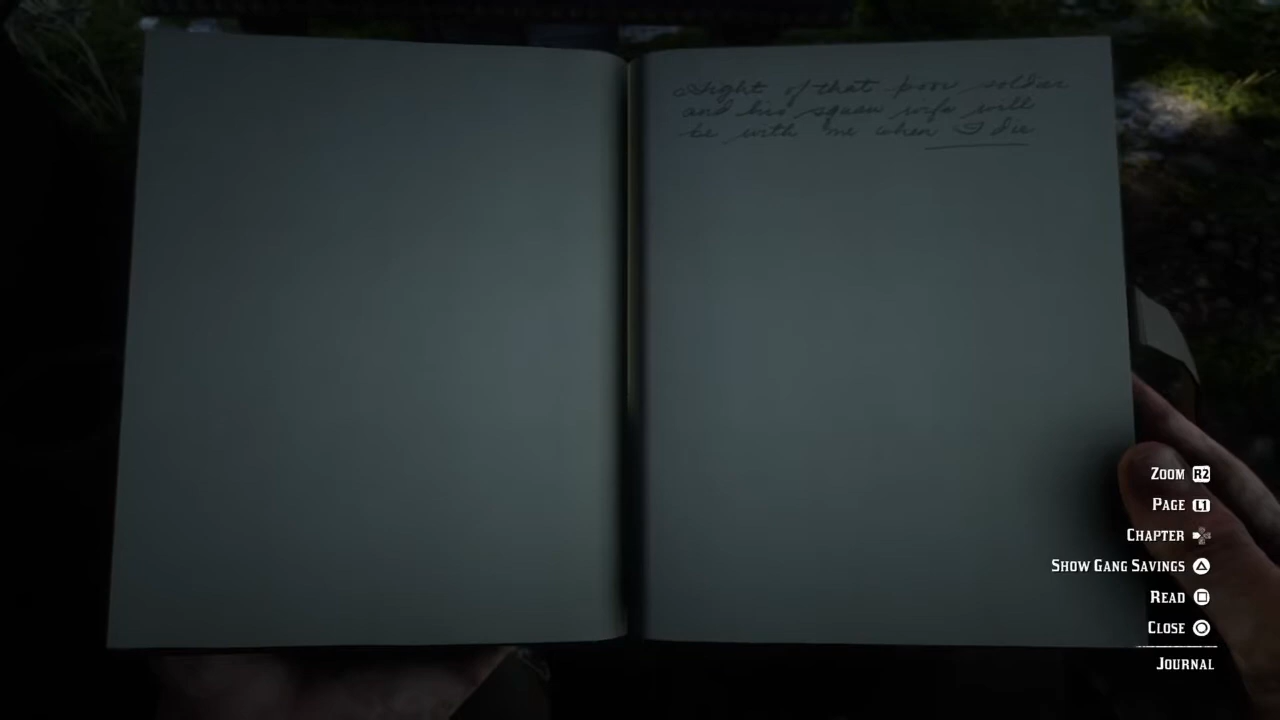 Sight of that poor soldier
and his squaw wife will
be with me when I die
Zoom R2
Page L1
Chapter
Show Gang Savings
Read
Close
Journal